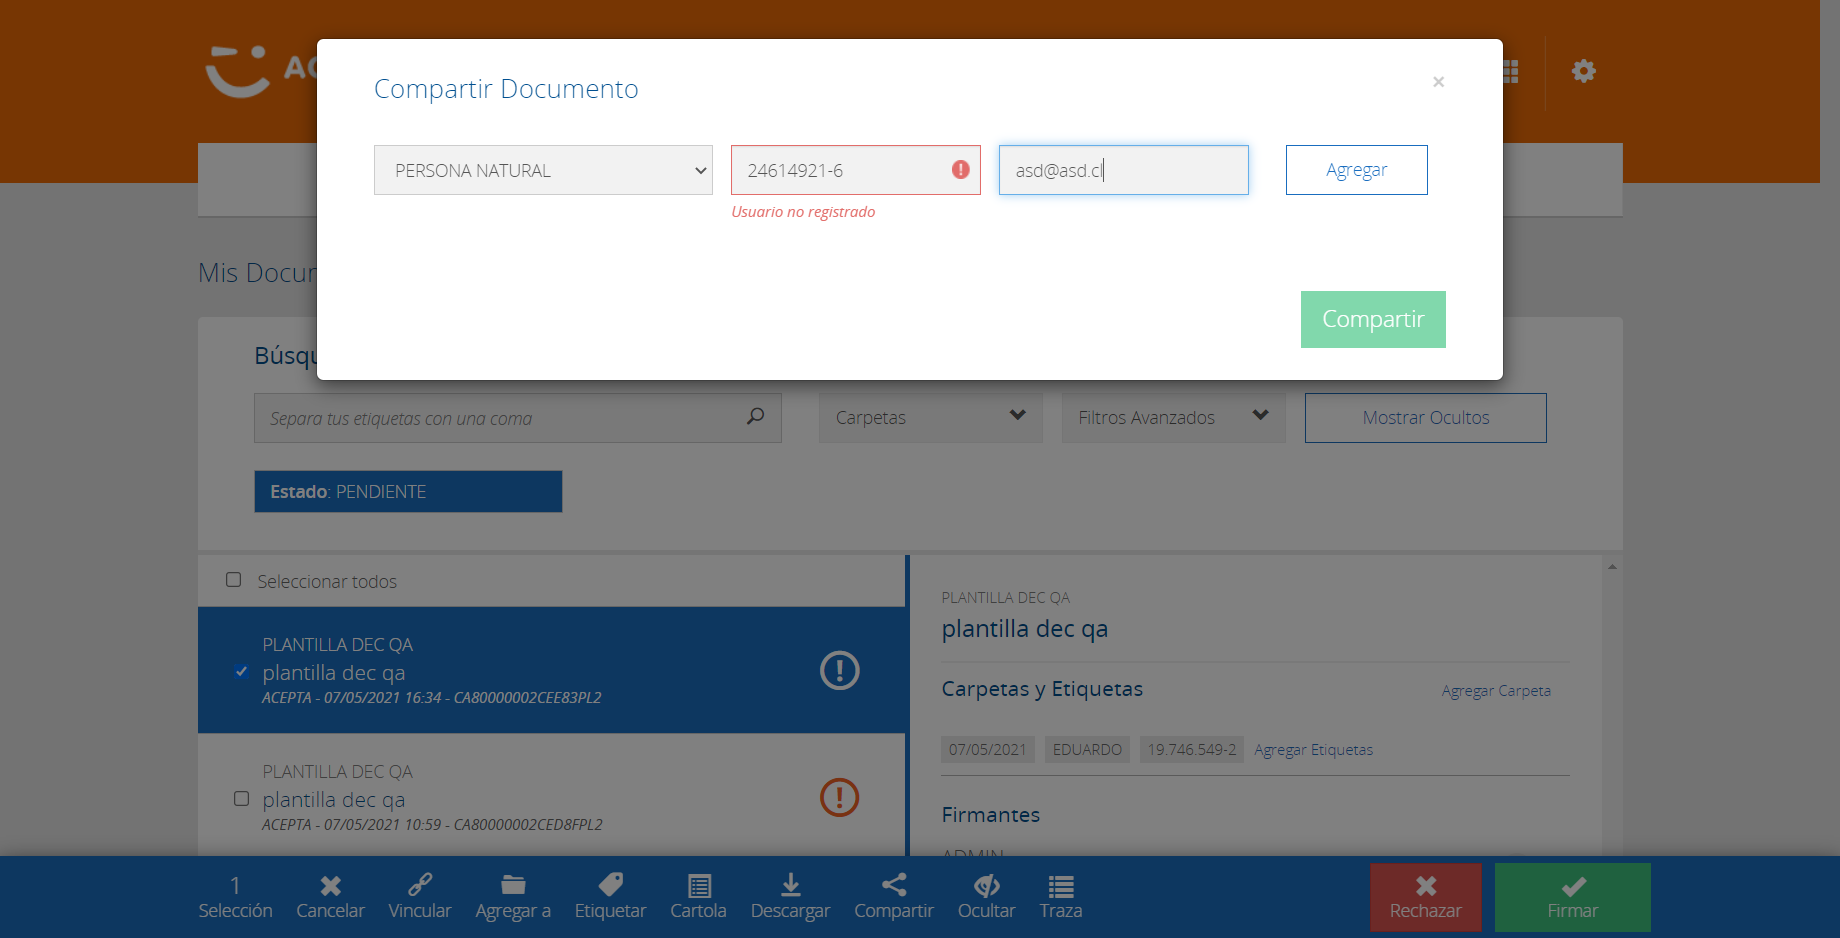 Compartir Documento
×
PERSONA NATURAL
24614921-6
asd@asd.cl
Agregar
Usuario no registrado
Compartir
Mis
Separa tus etiquetas con una coma
Carpetas
Filtros Avanzados
Mostrar Ocultos
Estado: PENDIENTE
Seleccionar todos
PLANTILLA DEC QA
plantilla dec qa
ACEPTA - 07/05/2021 16:34 - CA80000002CEE83PL2
PLANTILLA DEC QA
plantilla dec qa
ACEPTA - 07/05/2021 10:59 - CA80000002CED8FPL2
PLANTILLA DEC QA
plantilla dec qa
Carpetas y Etiquetas
Agregar Carpeta
07/05/2021
EDUARDO
19.746.549-2
Agregar Etiquetas
Firmantes
ADMIN
1
Selección
Cancelar
Vincular
Agregar a
Etiquetar
Cartola
Descargar
Compartir
Ocultar
Traza
Rechazar
Firmar